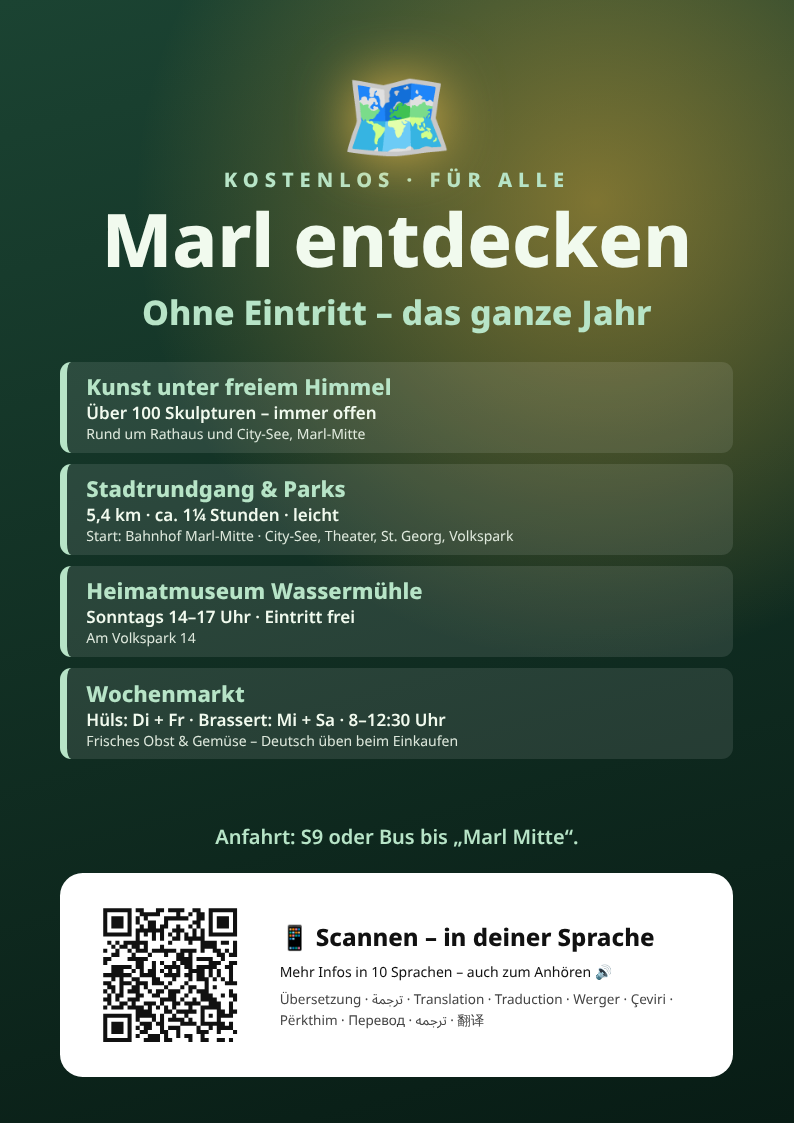 KOSTENLOS · FÜR ALLE
Marl entdecken
Ohne Eintritt – das ganze Jahr
Kunst unter freiem Himmel
Über 100 Skulpturen – immer offen
Rund um Rathaus und City-See, Marl-Mitte
Stadtrundgang & Parks
5,4 km · ca. 1¼ Stunden · leicht
Start: Bahnhof Marl-Mitte · City-See, Theater, St. Georg, Volkspark
Heimatmuseum Wassermühle
Sonntags 14–17 Uhr · Eintritt frei
Am Volkspark 14
Wochenmarkt
Hüls: Di + Fr · Brassert: Mi + Sa · 8–12:30 Uhr
Frisches Obst & Gemüse – Deutsch üben beim Einkaufen
Anfahrt: S9 oder Bus bis „Marl Mitte“.
📱 Scannen – in deiner Sprache
Mehr Infos in 10 Sprachen – auch zum Anhören 🔊
Übersetzung · ترجمة · Translation · Traduction · Werger · Çeviri ·
Përkthim · Перевод · ترجمه · 翻译